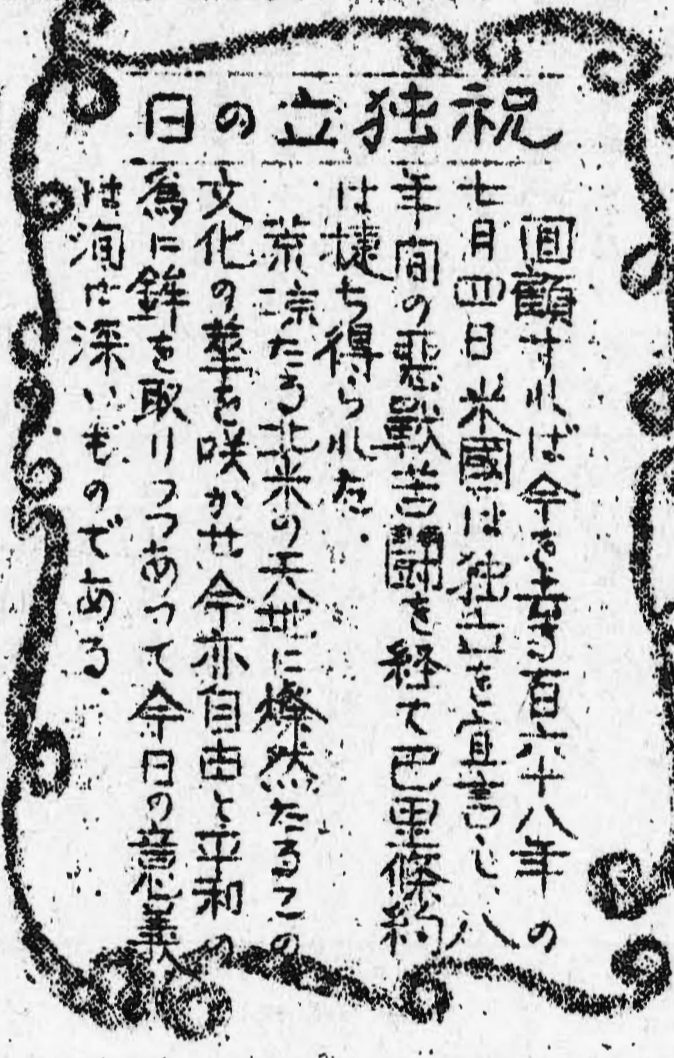 祝独立の日
回顧すれば今を去る百六十八年の
七月四日米國は独立を宣言し、八
年間の悪戦苦闘を経て巴里條約
は捷ち得られた.
荒涼たる北米の天地に燦然たるこの
文化の華を咲かせ今亦自由と平和の
為に鉾を取りつつあって今日の意義
は洵に深いものである.